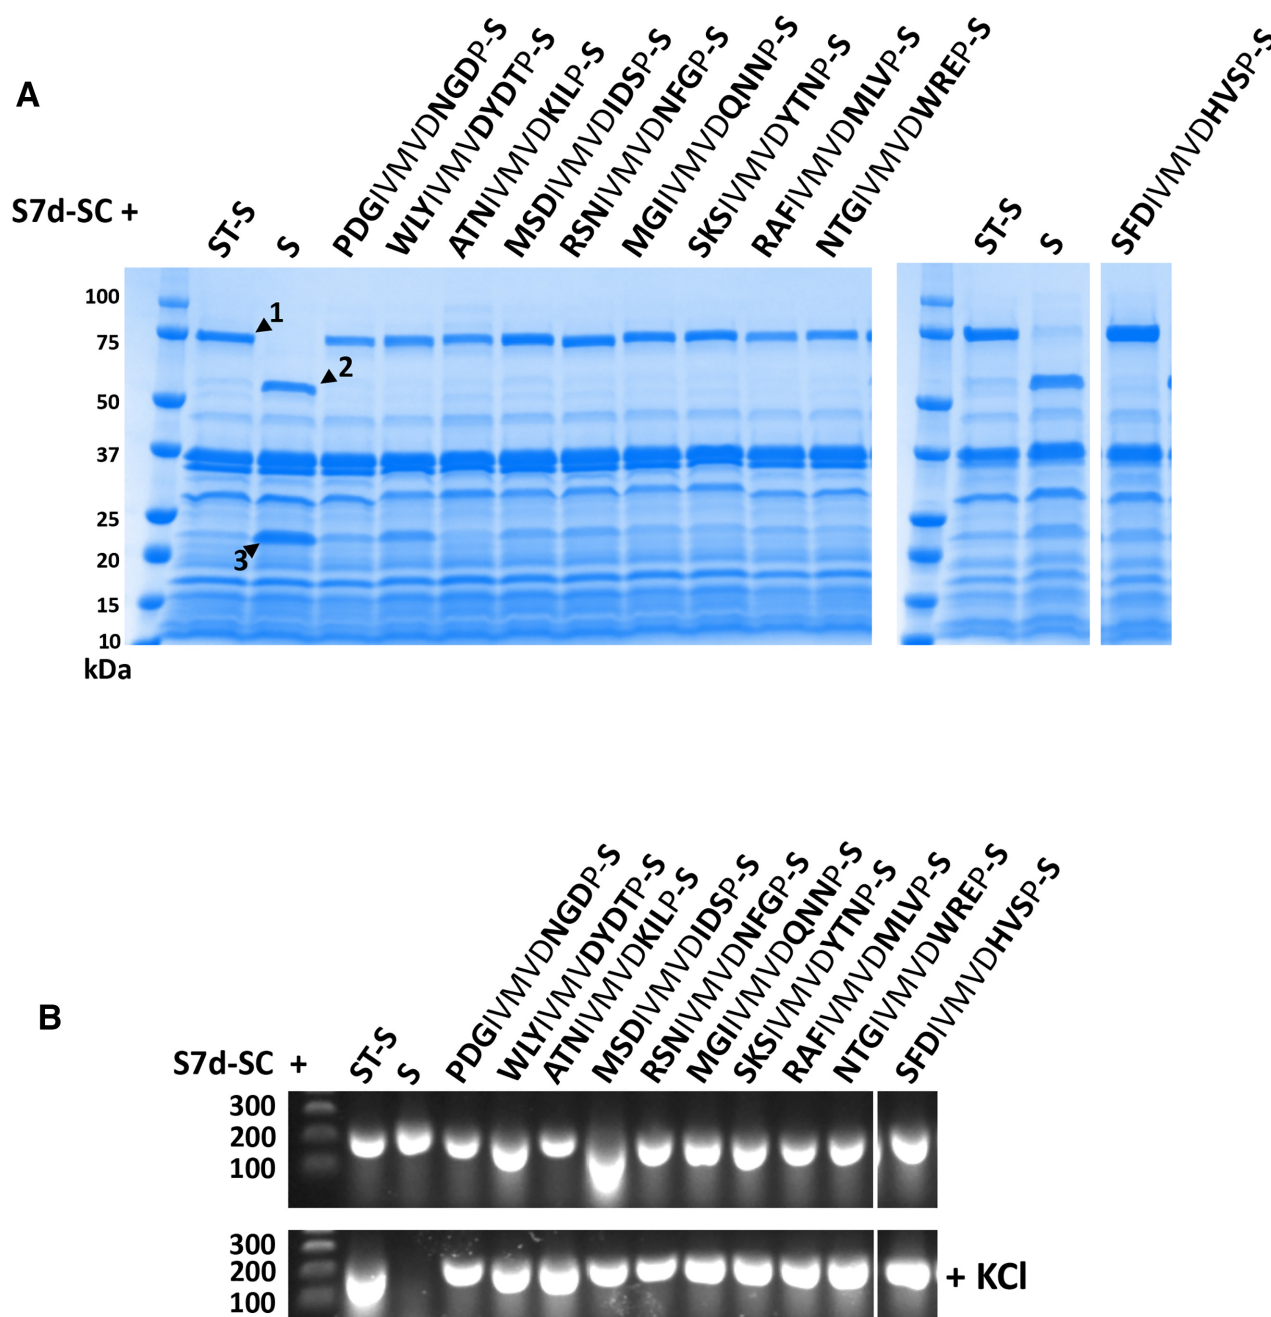 A
S7d-SC +
ST-S
S
PDGIVMVDNGDP-S
WLYIVMVDYDTP-S
ATNIVMVDKILP-S
MSDIVMVDIDSP-S
RSNIVMVDNFGP-S
MGIIVMVDQNNP-S
SKSIVMVDYTNP-S
RAFIVMVDMLVP-S
NTGIVMVDWREP-S
ST-S
S
SFDIVMVDHVSP-S
100
75
50
37
25
20
15
10
kDa
1
2
3
B
S7d-SC +
ST-S
S
PDGIVMVDNGDP-S
WLYIVMVDYDTP-S
ATNIVMVDKILP-S
MSDIVMVDIDSP-S
RSNIVMVDNFGP-S
MGIIVMVDQNNP-S
SKSIVMVDYTNP-S
RAFIVMVDMLVP-S
NTGIVMVDWREP-S
SFDIVMVDHVSP-S
300
200
100
300
200
100
+ KCl